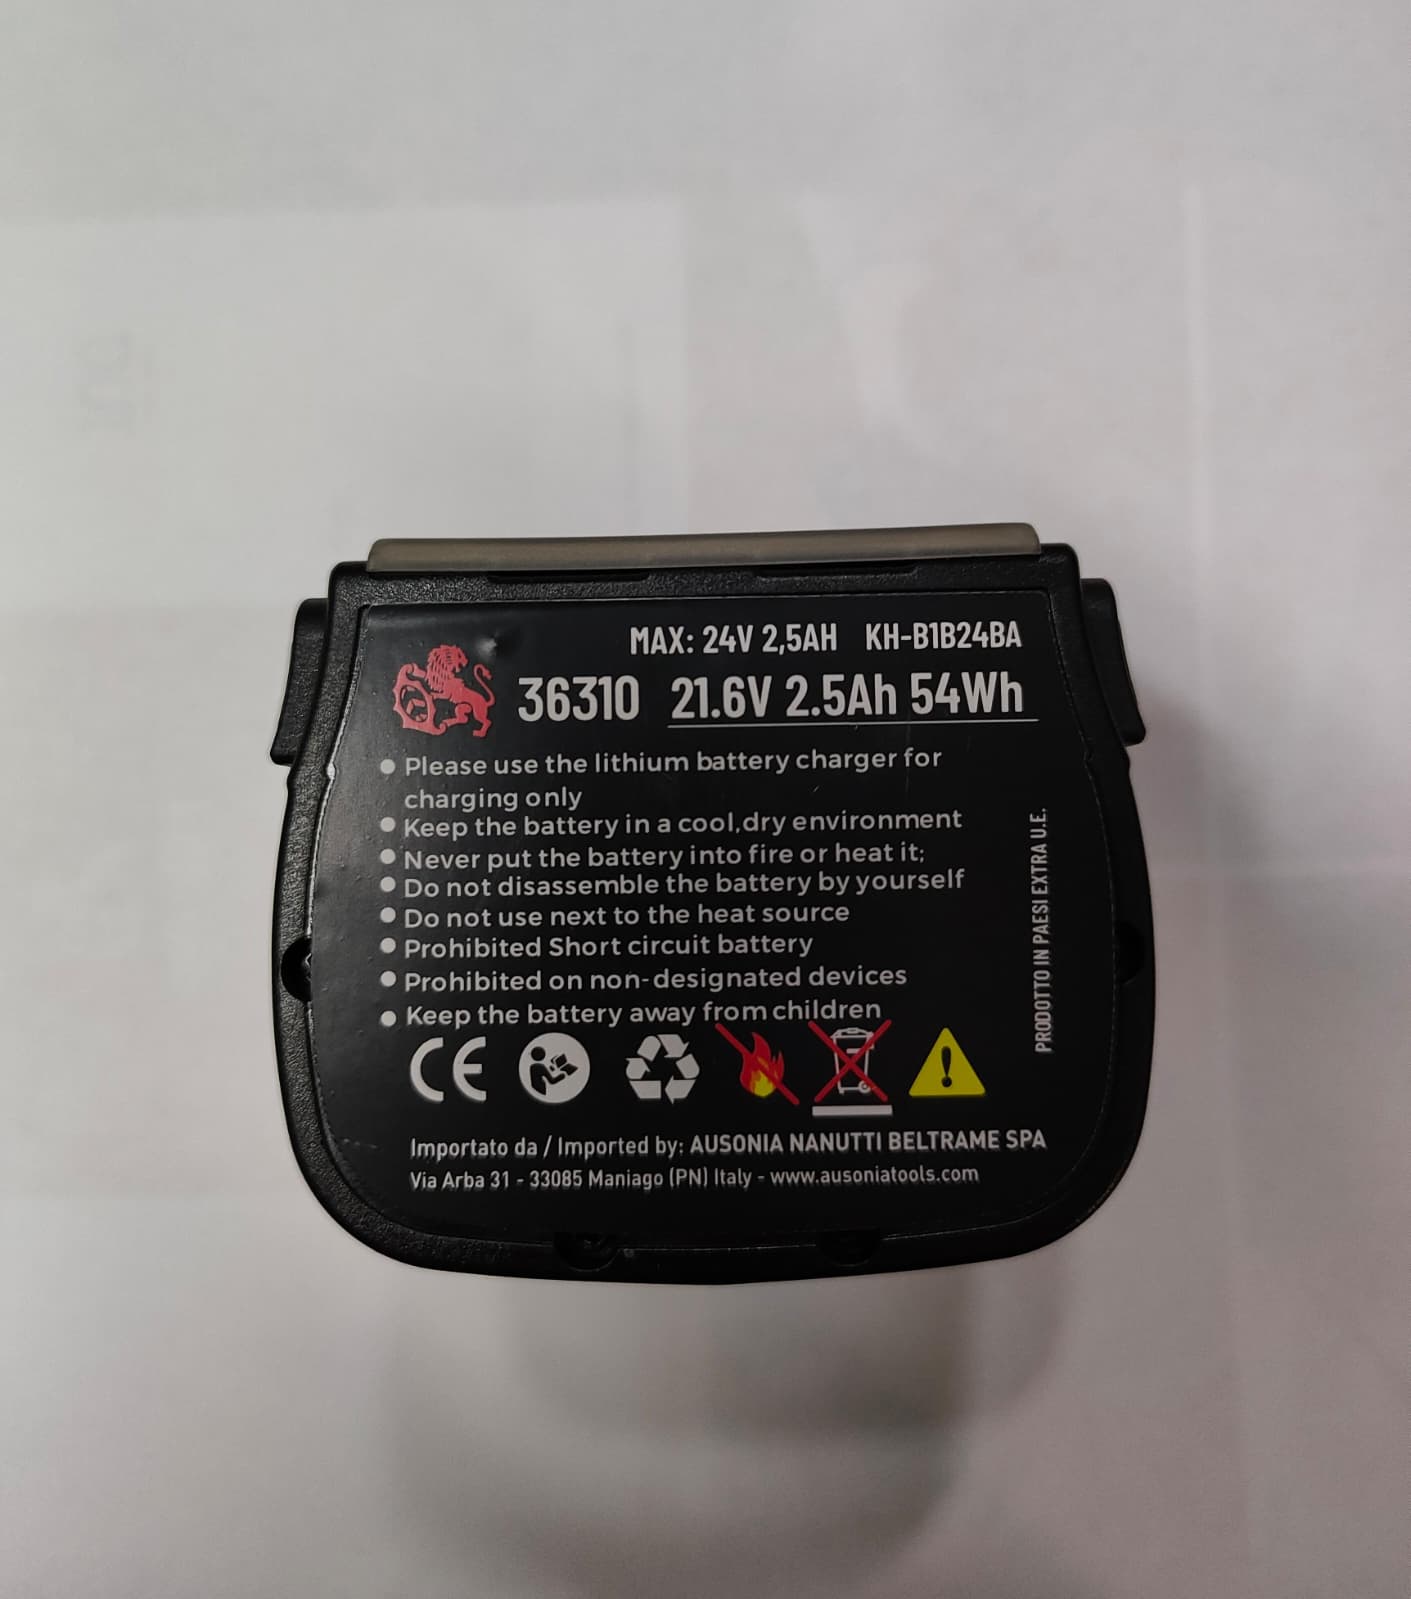 MAX: 24V 2,5AH KH-B1B24BA
36310 21.6V 2.5Ah 54Wh
● Please use the lithium battery charger for
charging only
● Keep the battery in a cool,dry environment
● Never put the battery into fire or heat it;
● Do not disassemble the battery by yourself
● Do not use next to the heat source
● Prohibited Short circuit battery
● Prohibited on non-designated devices
● Keep the battery away from children
PRODOTTO IN PAESI EXTRA U.E.
CE
Importato da / Imported by: AUSONIA NANUTTI BELTRAME SPA
Via Arba 31 - 33085 Maniago (PN) Italy - www.ausoniatools.com